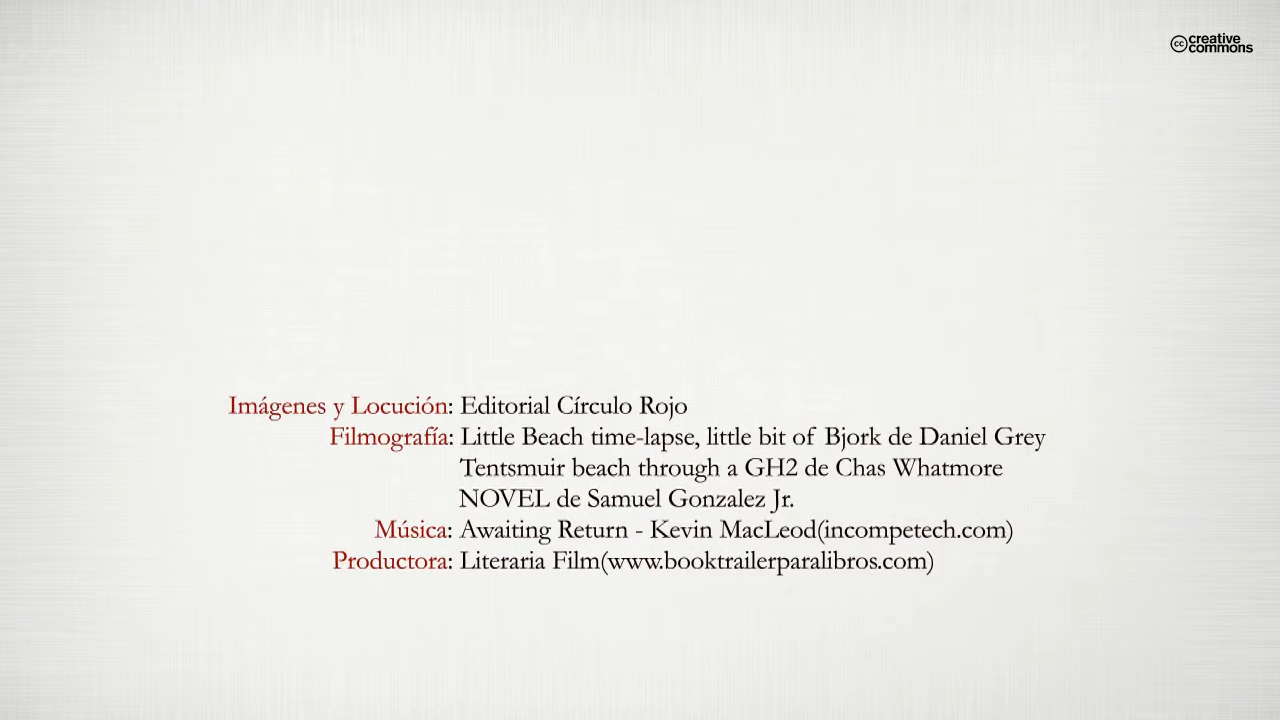 cc creative
commons
Imágenes y Locución: Editorial Círculo Rojo
Filmografía: Little Beach time-lapse, little bit of Bjork de Daniel Grey
Tentsmuir beach through a GH2 de Chas Whatmore
NOVEL de Samuel Gonzalez Jr.
Música: Awaiting Return - Kevin MacLeod(incompetech.com)
Productora: Literaria Film(www.booktrailerparalibros.com)